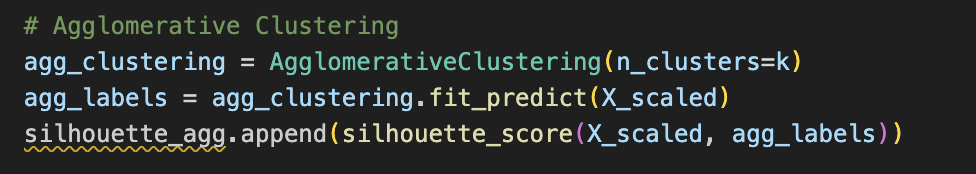 # Agglomerative Clustering
agg_clustering = AgglomerativeClustering(n_clusters=k)
agg_labels = agg_clustering.fit_predict(X_scaled)
silhouette_agg.append(silhouette_score(X_scaled, agg_labels))